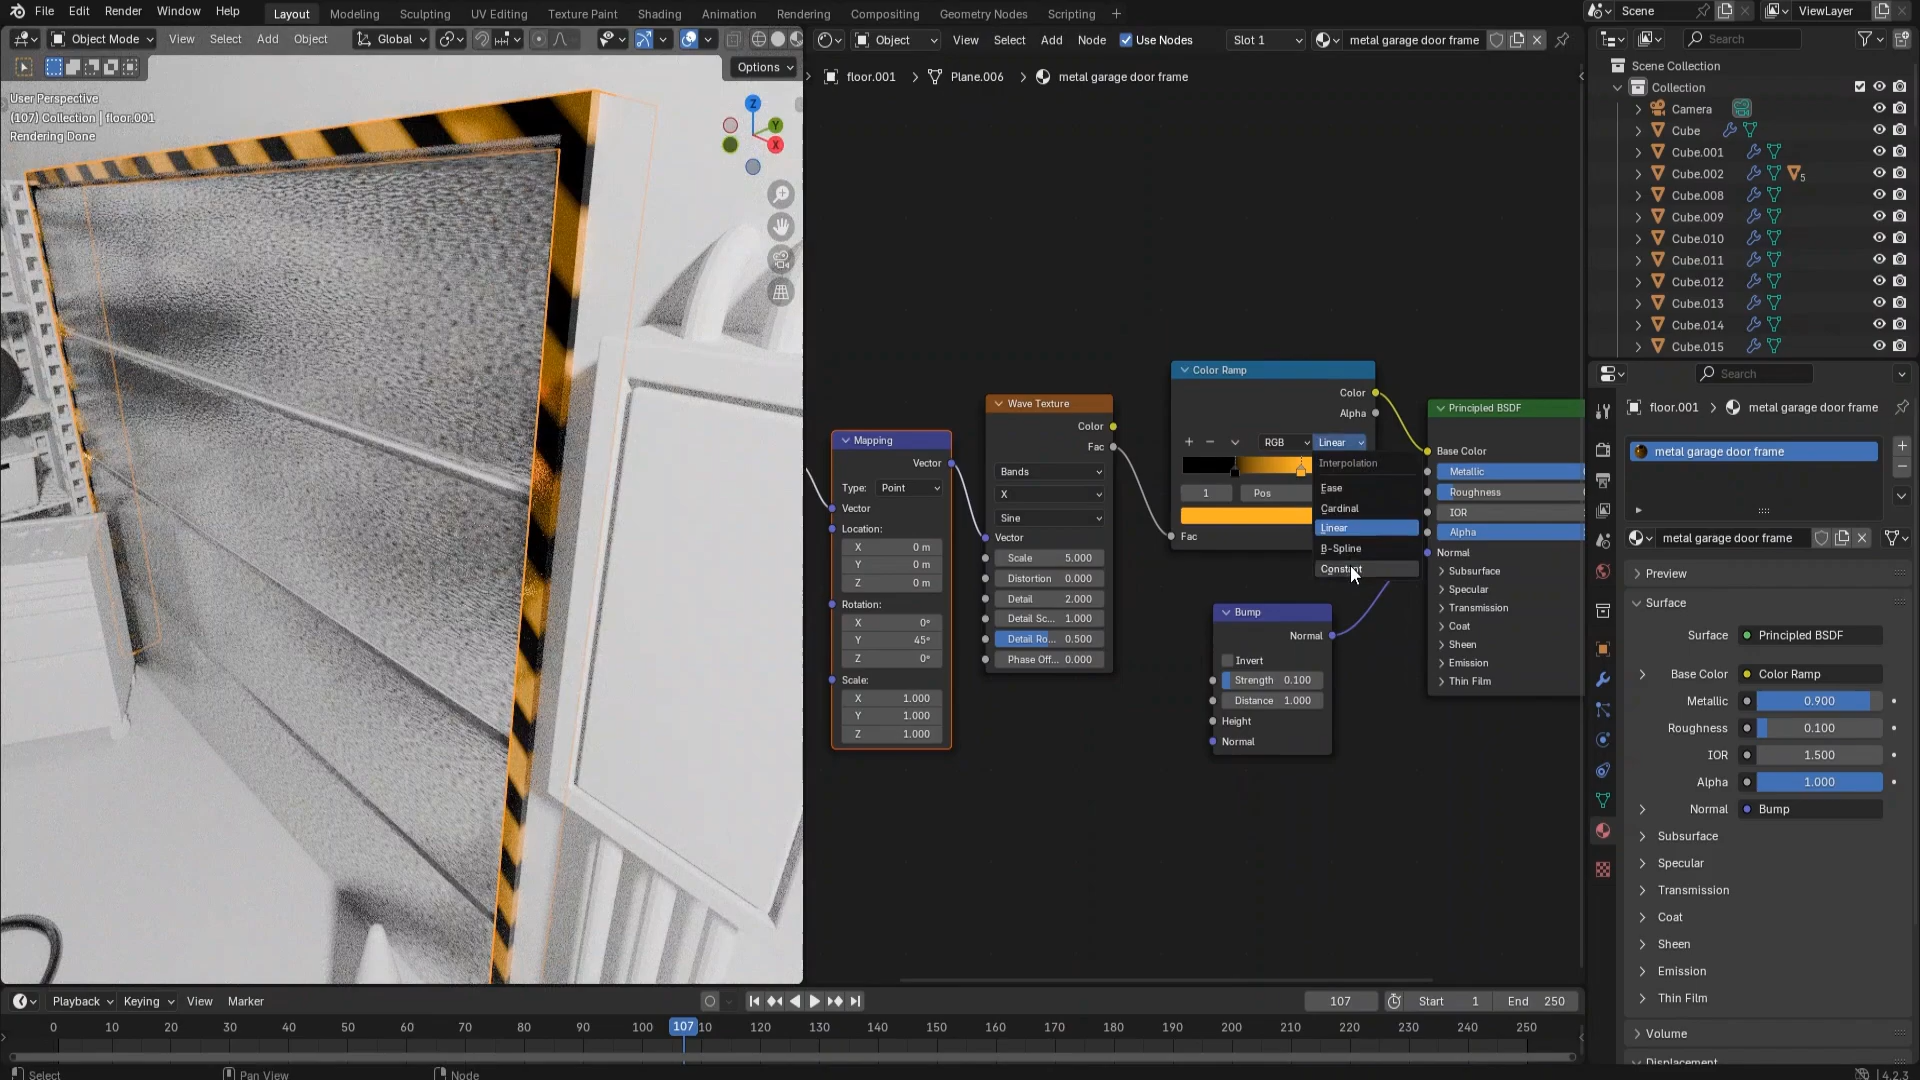 File Edit Render Window Help
Layout Modeling Sculpting UV Editing Texture Paint Shading Animation Rendering Compositing Geometry Nodes Scripting +
Scene
ViewLayer
Object Mode View Select Add Object Global
Options
User Perspective
(107) Collection | floor.001
Rendering Done
Z
Y
X
Object View Select Add Node Use Nodes Slot 1 metal garage door frame
floor.001 > Plane.006 > metal garage door frame
Mapping
Vector
Type: Point
Vector
Location:
X 0 m
Y 0 m
Z 0 m
Rotation:
X 0°
Y 45°
Z 0°
Scale:
X 1.000
Y 1.000
Z 1.000
Wave Texture
Color
Fac
Bands
X
Sine
Vector
Scale 5.000
Distortion 0.000
Detail 2.000
Detail Sc... 1.000
Detail Ro... 0.500
Phase Off... 0.000
Color Ramp
Color
Alpha
+ − RGB Linear
1 Pos
Fac
Interpolation
Ease
Cardinal
Linear
B-Spline
Constant
Bump
Normal
Invert
Strength 0.100
Distance 1.000
Height
Normal
Principled BSDF
Base Color
Metallic
Roughness
IOR
Alpha
Normal
Subsurface
Specular
Transmission
Coat
Sheen
Emission
Thin Film
Search
Scene Collection
Collection
Camera
Cube
Cube.001
Cube.002 5
Cube.008
Cube.009
Cube.010
Cube.011
Cube.012
Cube.013
Cube.014
Cube.015
Search
floor.001 > metal garage door frame
metal garage door frame
metal garage door frame
Preview
Surface
Surface Principled BSDF
Base Color Color Ramp
Metallic 0.900
Roughness 0.100
IOR 1.500
Alpha 1.000
Normal Bump
Subsurface
Specular
Transmission
Coat
Sheen
Emission
Thin Film
Volume
Displacement
Playback Keying View Marker
107 Start 1 End 250
0 10 20 30 40 50 60 70 80 90 100 107 110 120 130 140 150 160 170 180 190 200 210 220 230 240 250
Select Pan View Node 4.2.3